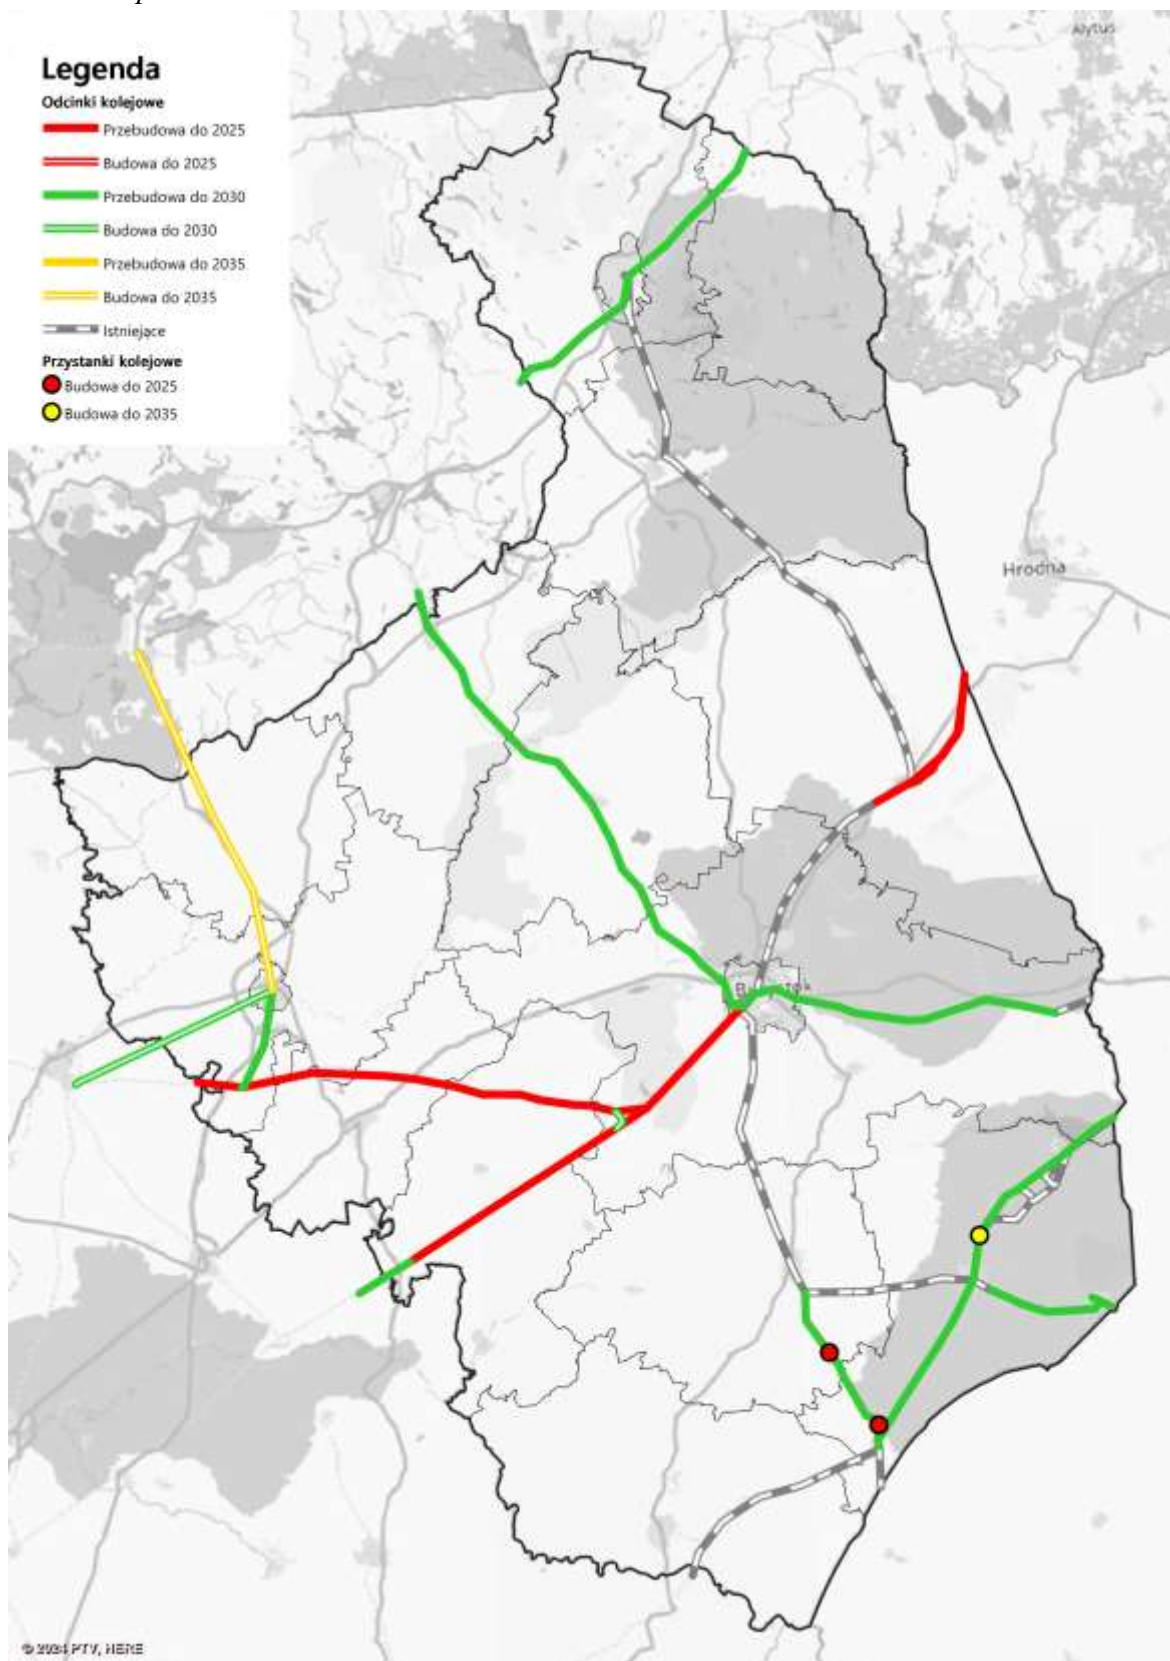 Legenda
Odcinki kolejowe
Przebudowa do 2025
Budowa do 2025
Przebudowa do 2030
Budowa do 2030
Przebudowa do 2035
Budowa do 2035
Istniejące
Przystanki kolejowe
Budowa do 2025
Budowa do 2035
Alytus
Hrodna
© 2024 PTV, HERE